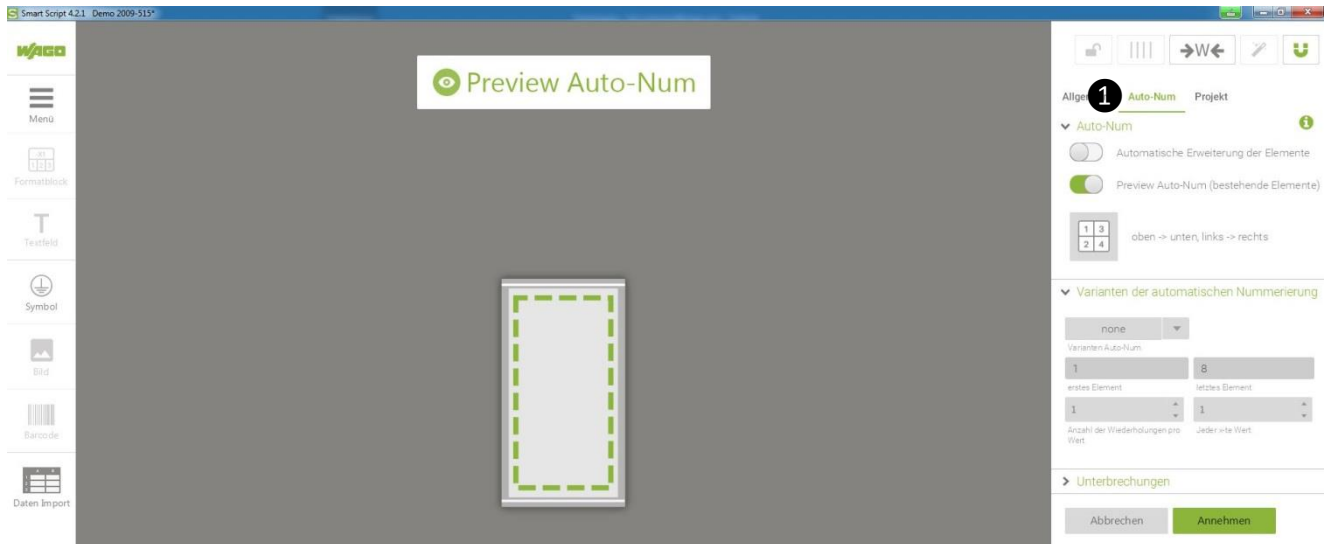 Smart Script 4.2.1 Demo 2009-515*
WAGO
Menü
Formatblock
Textfeld
Symbol
Bild
Barcode
Daten Import
Preview Auto-Num
1
Auto-Num Projekt
Auto-Num
Automatische Erweiterung der Elemente
Preview Auto-Num (bestehende Elemente)
1 3
2 4
oben -> unten, links -> rechts
Varianten der automatischen Nummerierung
none
Varianten Auto-Num
1 8
erstes Element letztes Element
1 1
Anzahl der Wiederholungen pro Jeder n-te Wert
Wert
Unterbrechungen
Abbrechen Annehmen